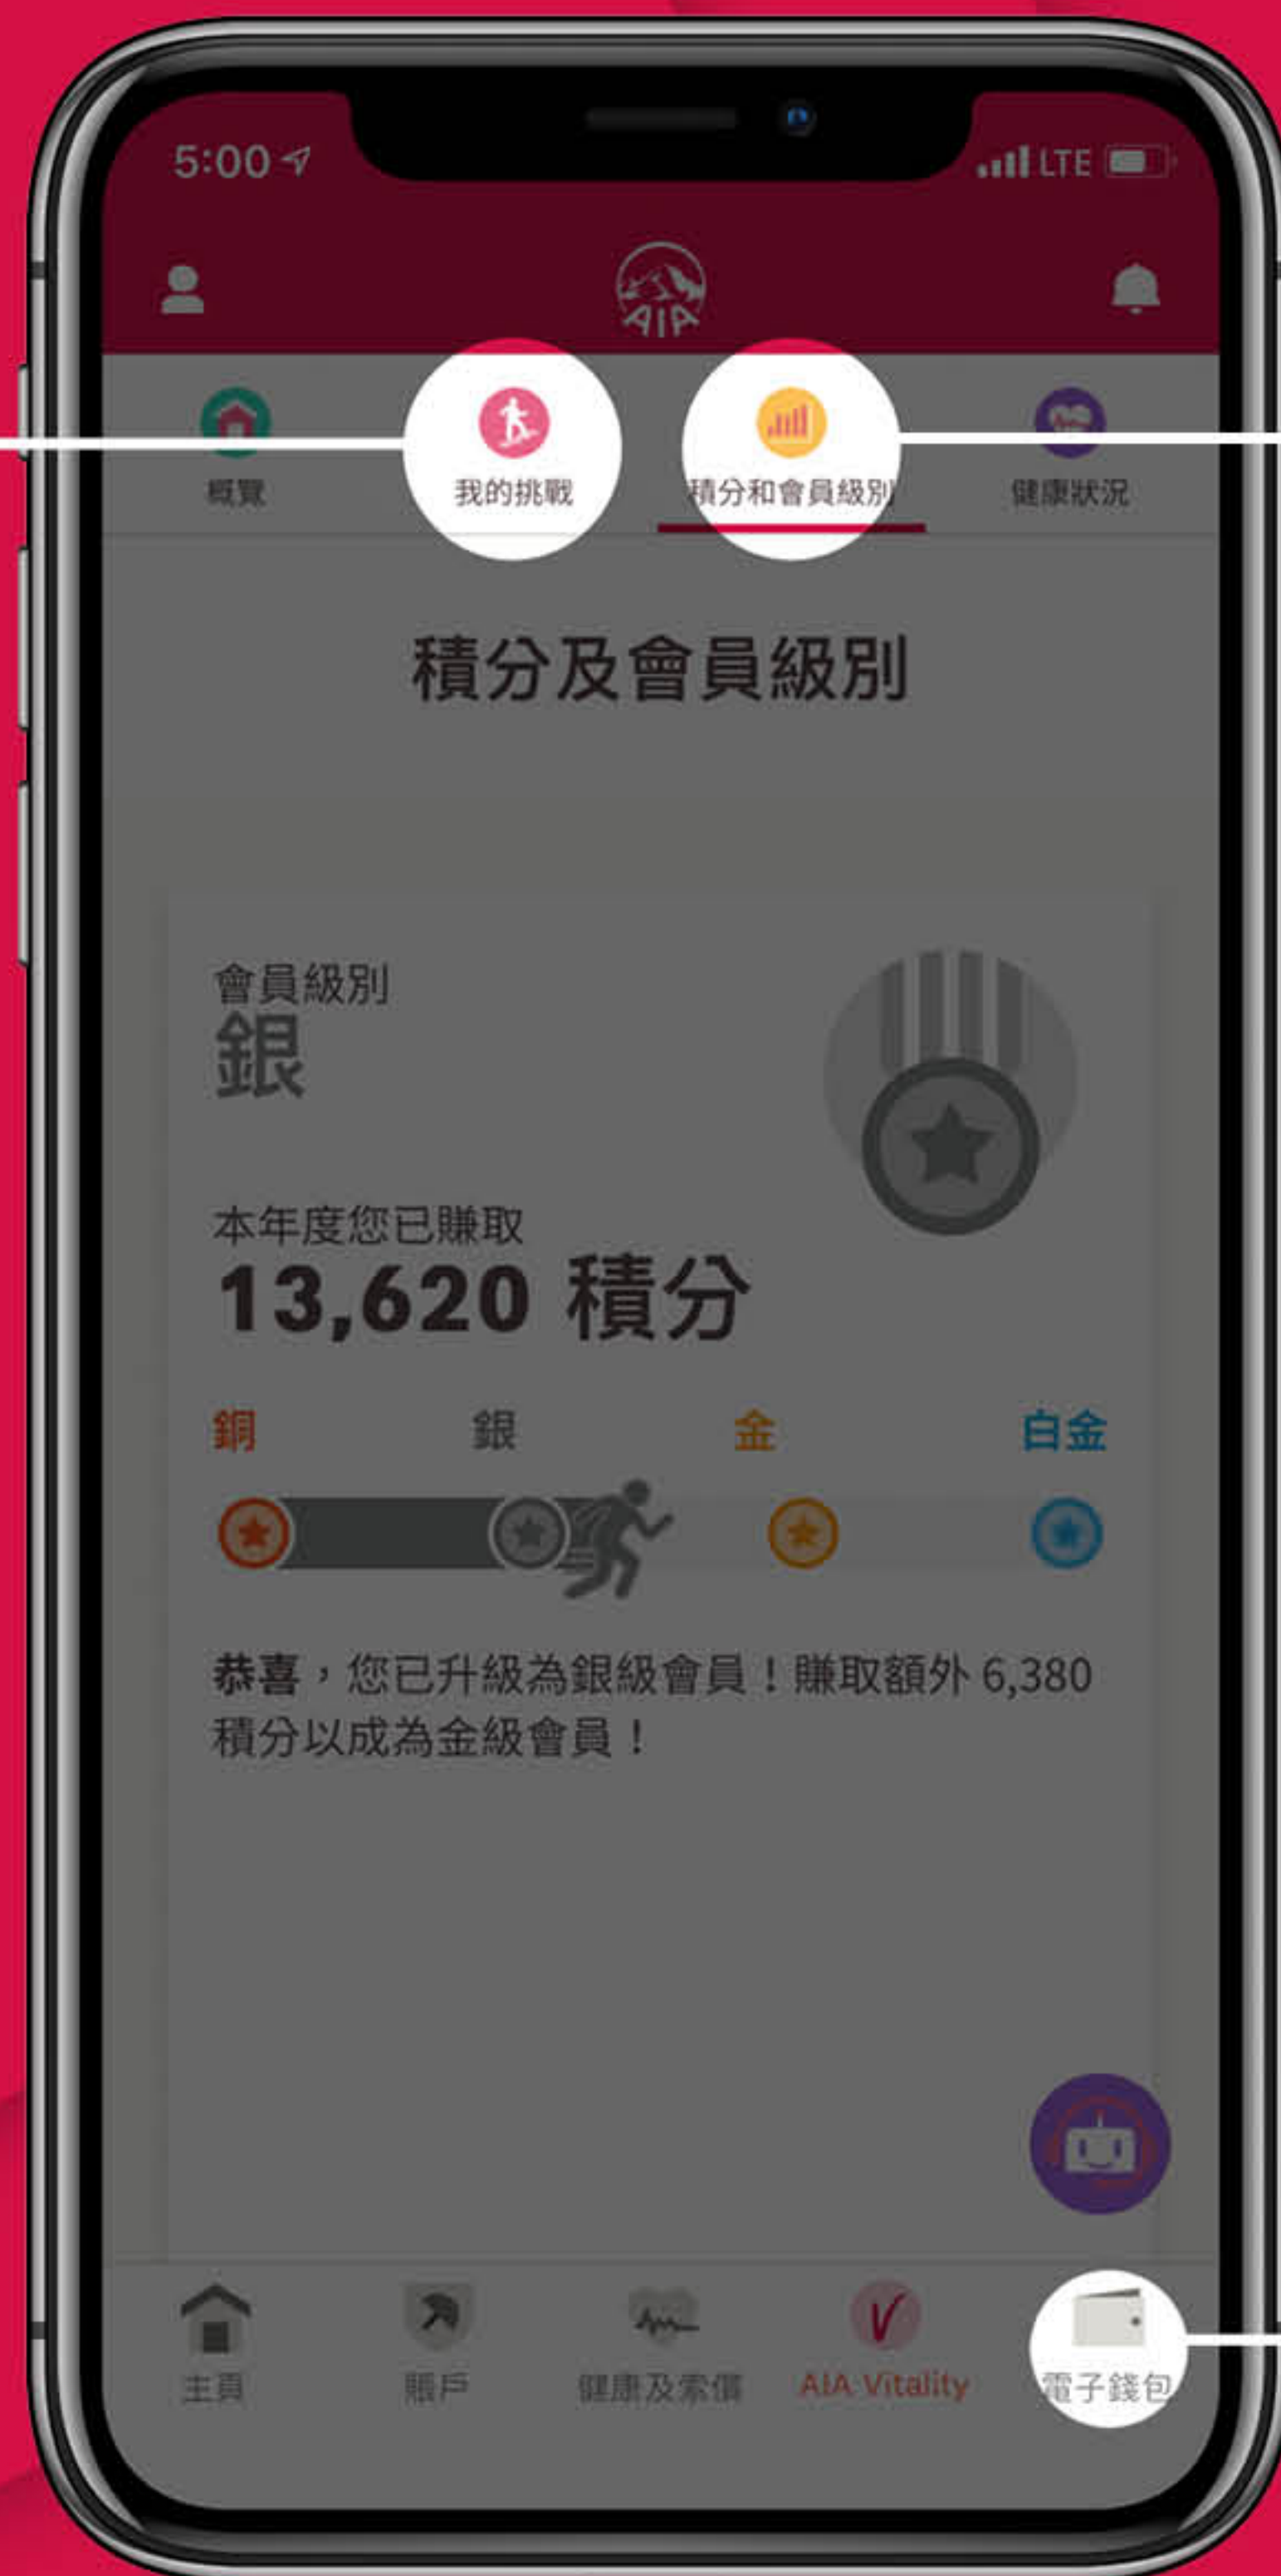 5:00
LTE
AIA
概覽
我的挑戰
積分和會員級別
健康狀況
積分及會員級別
會員級別
銀
本年度您已賺取
13,620 積分
銅 銀 金 白金
恭喜，您已升級為銀級會員！賺取額外 6,380
積分以成為金級會員！
主頁
賬戶
健康及索償
AIA Vitality
電子錢包